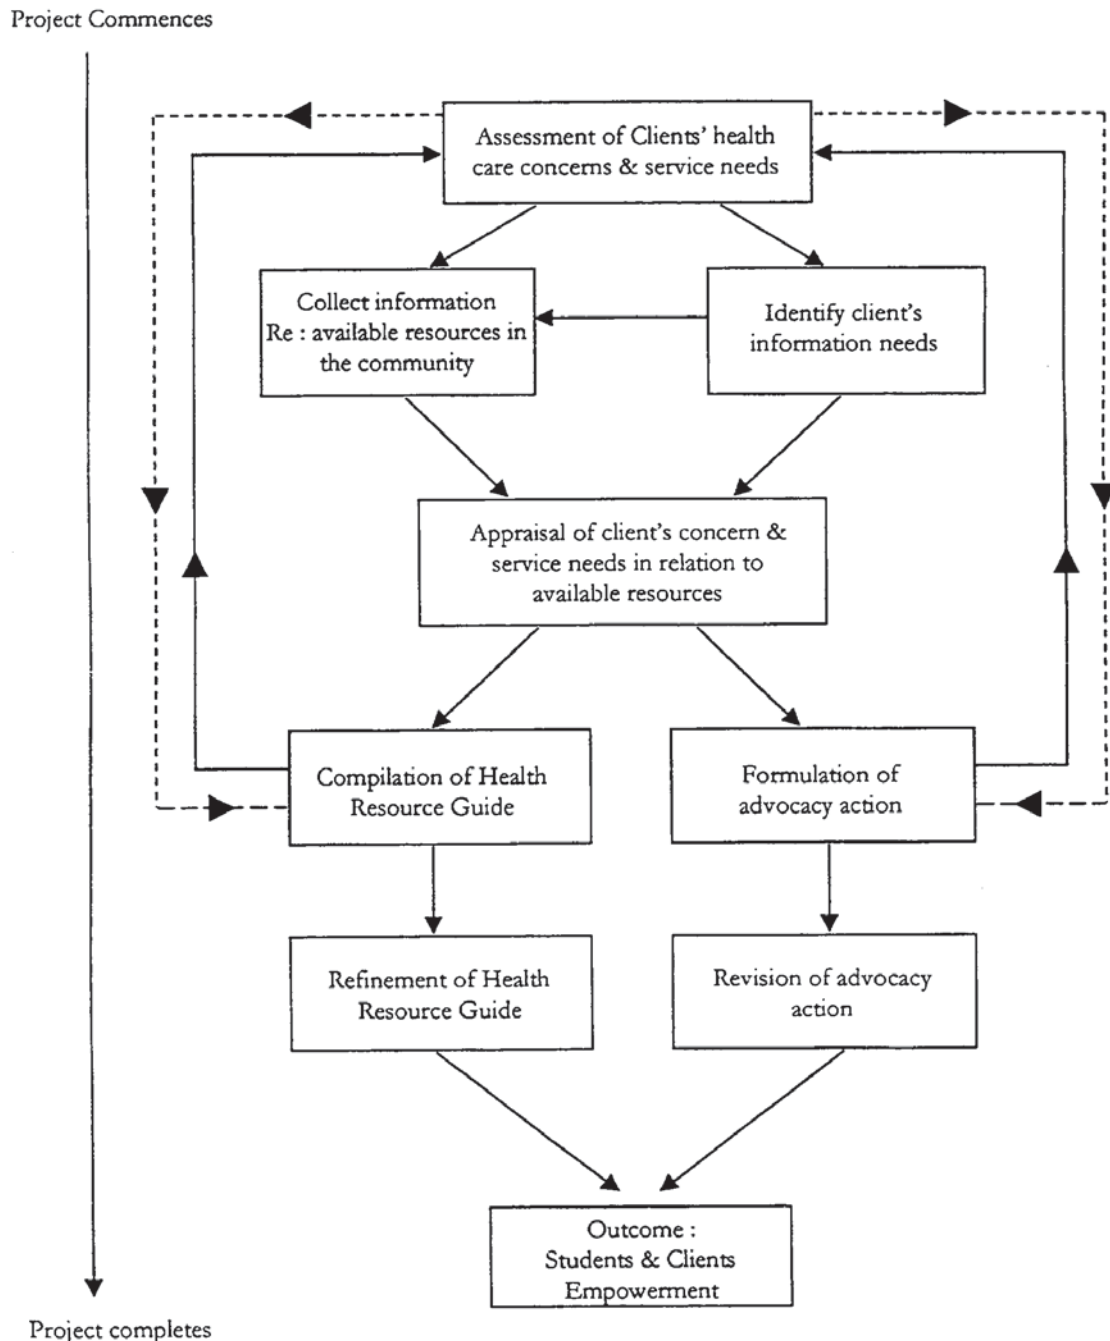 Project Commences
Assessment of Clients' health
care concerns & service needs
Collect information
Re : available resources in
the community
Identify client's
information needs
Appraisal of client's concern &
service needs in relation to
available resources
Compilation of Health
Resource Guide
Formulation of
advocacy action
Refinement of Health
Resource Guide
Revision of advocacy
action
Outcome :
Students & Clients
Empowerment
Project completes